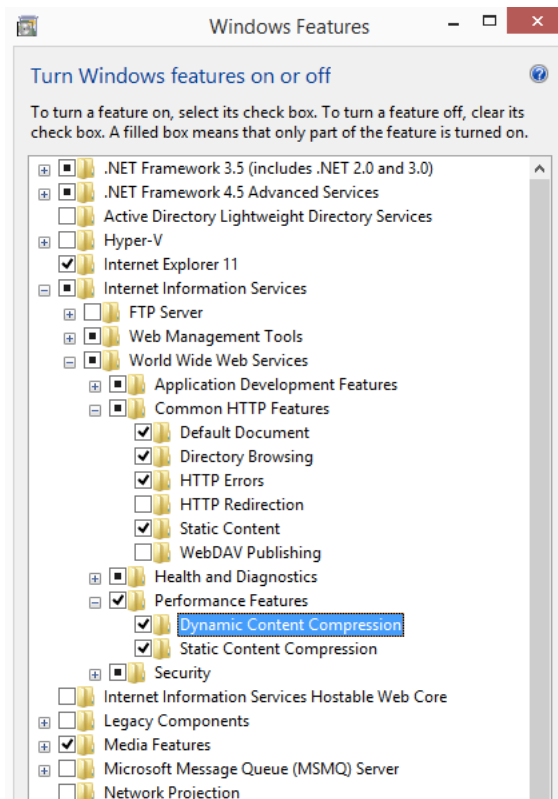 Windows Features
Turn Windows features on or off
To turn a feature on, select its check box. To turn a feature off, clear its
check box. A filled box means that only part of the feature is turned on.
.NET Framework 3.5 (includes .NET 2.0 and 3.0)
.NET Framework 4.5 Advanced Services
Active Directory Lightweight Directory Services
Hyper-V
Internet Explorer 11
Internet Information Services
FTP Server
Web Management Tools
World Wide Web Services
Application Development Features
Common HTTP Features
Default Document
Directory Browsing
HTTP Errors
HTTP Redirection
Static Content
WebDAV Publishing
Health and Diagnostics
Performance Features
Dynamic Content Compression
Static Content Compression
Security
Internet Information Services Hostable Web Core
Legacy Components
Media Features
Microsoft Message Queue (MSMQ) Server
Network Projection